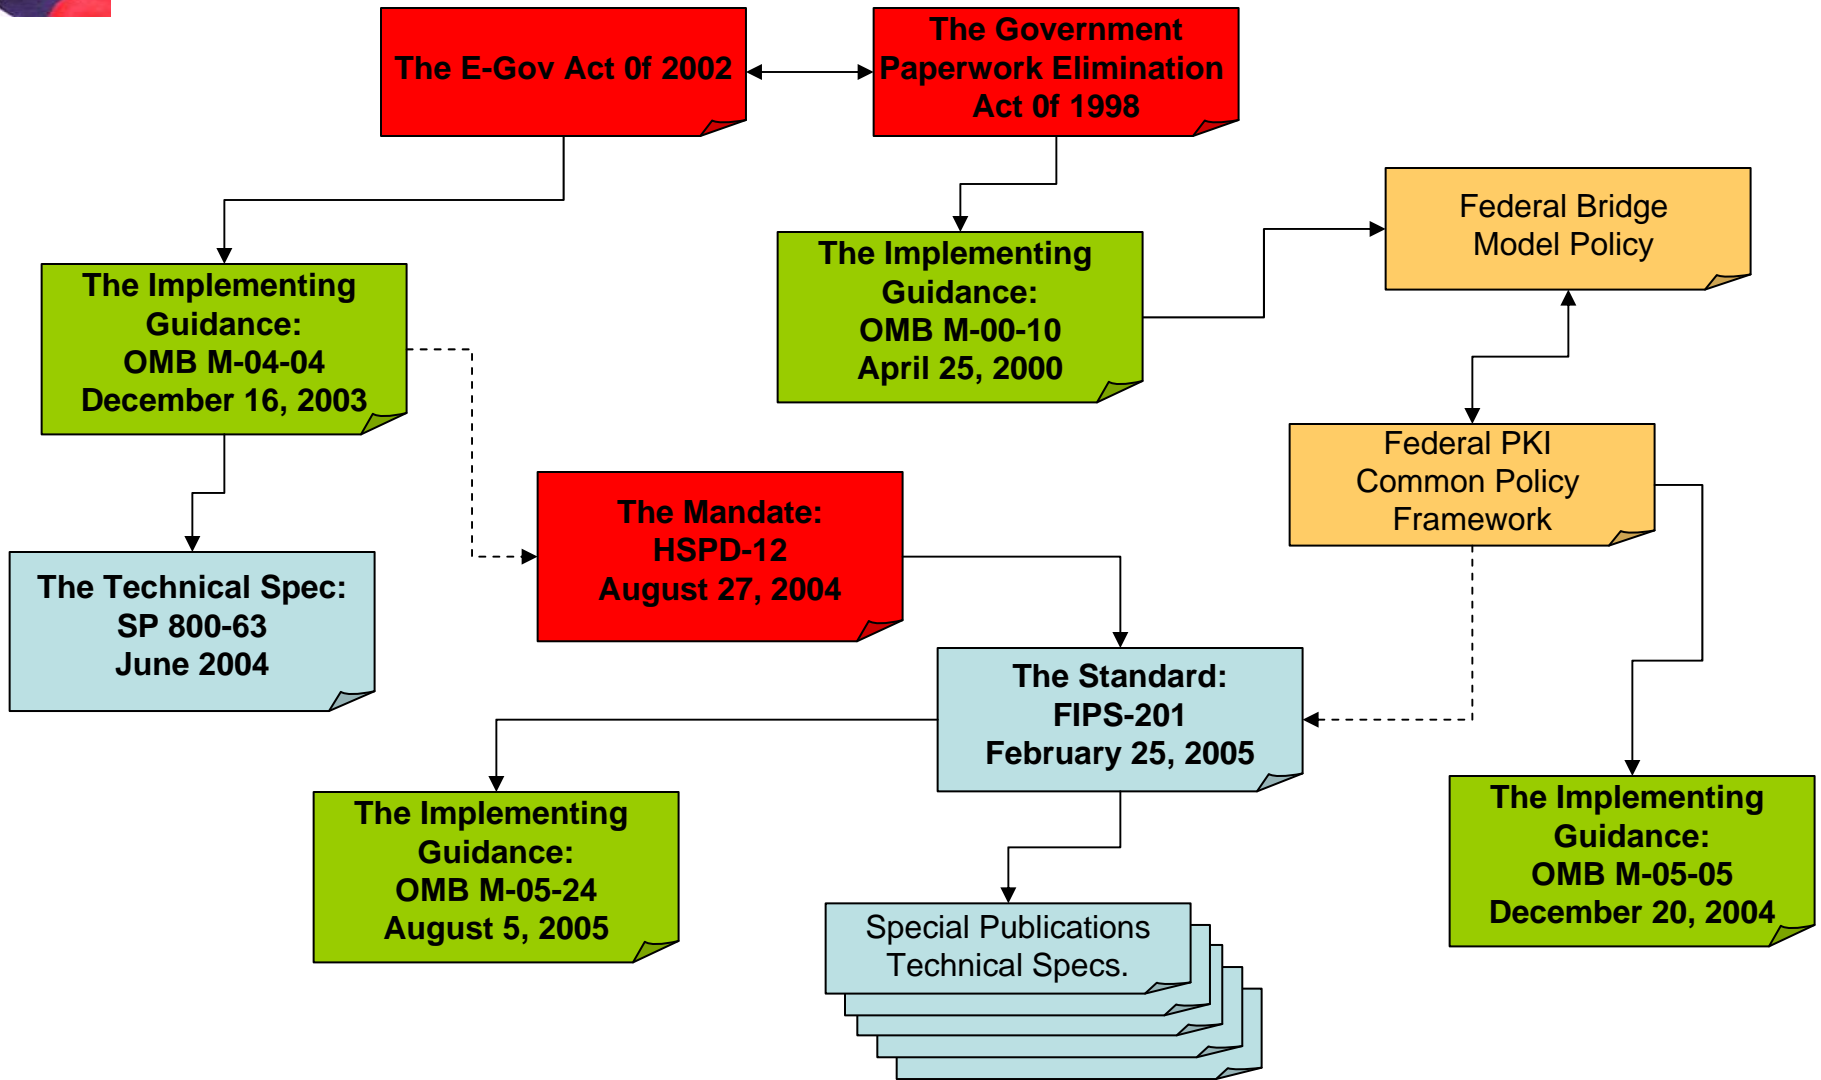 The E-Gov Act 0f 2002
The Government
Paperwork Elimination
Act 0f 1998
Federal Bridge
Model Policy
The Implementing
Guidance:
OMB M-04-04
December 16, 2003
The Implementing
Guidance:
OMB M-00-10
April 25, 2000
Federal PKI
Common Policy
Framework
The Mandate:
HSPD-12
August 27, 2004
The Technical Spec:
SP 800-63
June 2004
The Standard:
FIPS-201
February 25, 2005
The Implementing
Guidance:
OMB M-05-24
August 5, 2005
The Implementing
Guidance:
OMB M-05-05
December 20, 2004
Special Publications
Technical Specs.